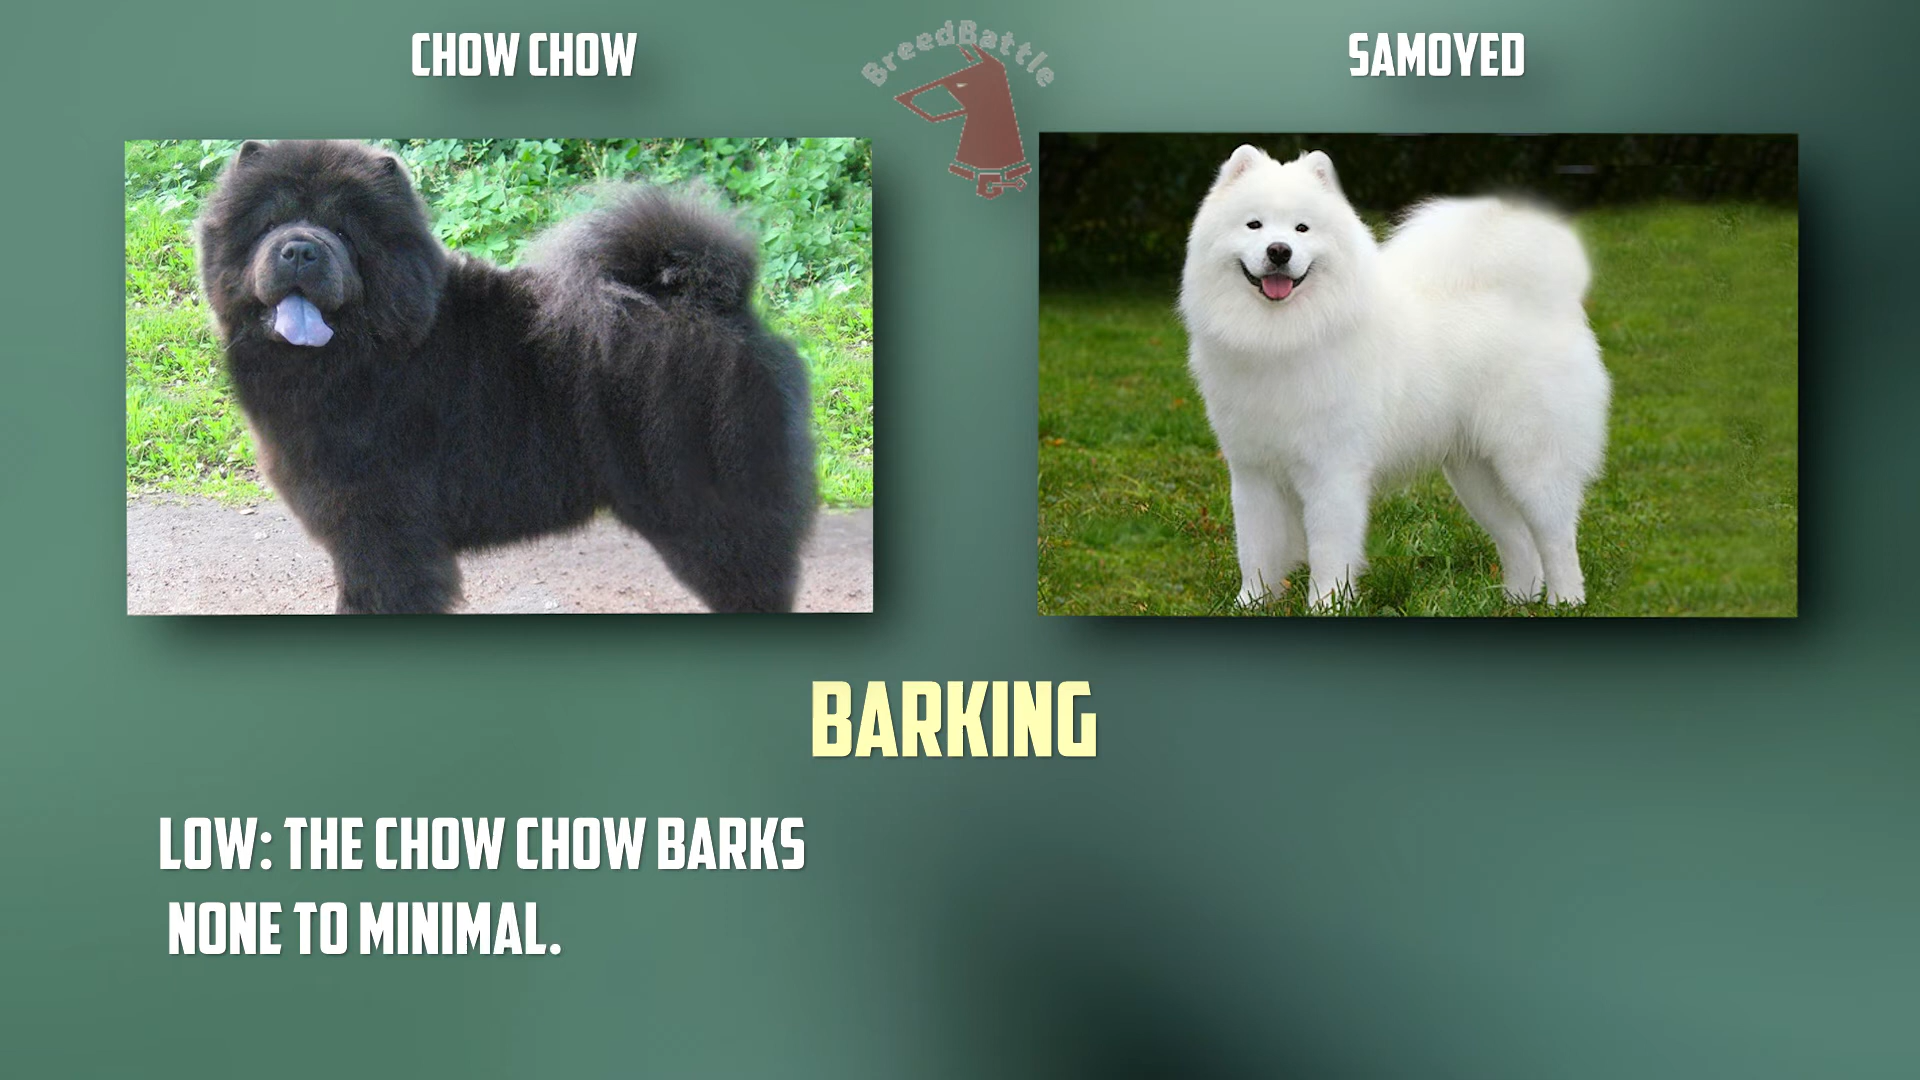 CHOW CHOW
BreedBattle
SAMOYED
BARKING
LOW: THE CHOW CHOW BARKS
NONE TO MINIMAL.